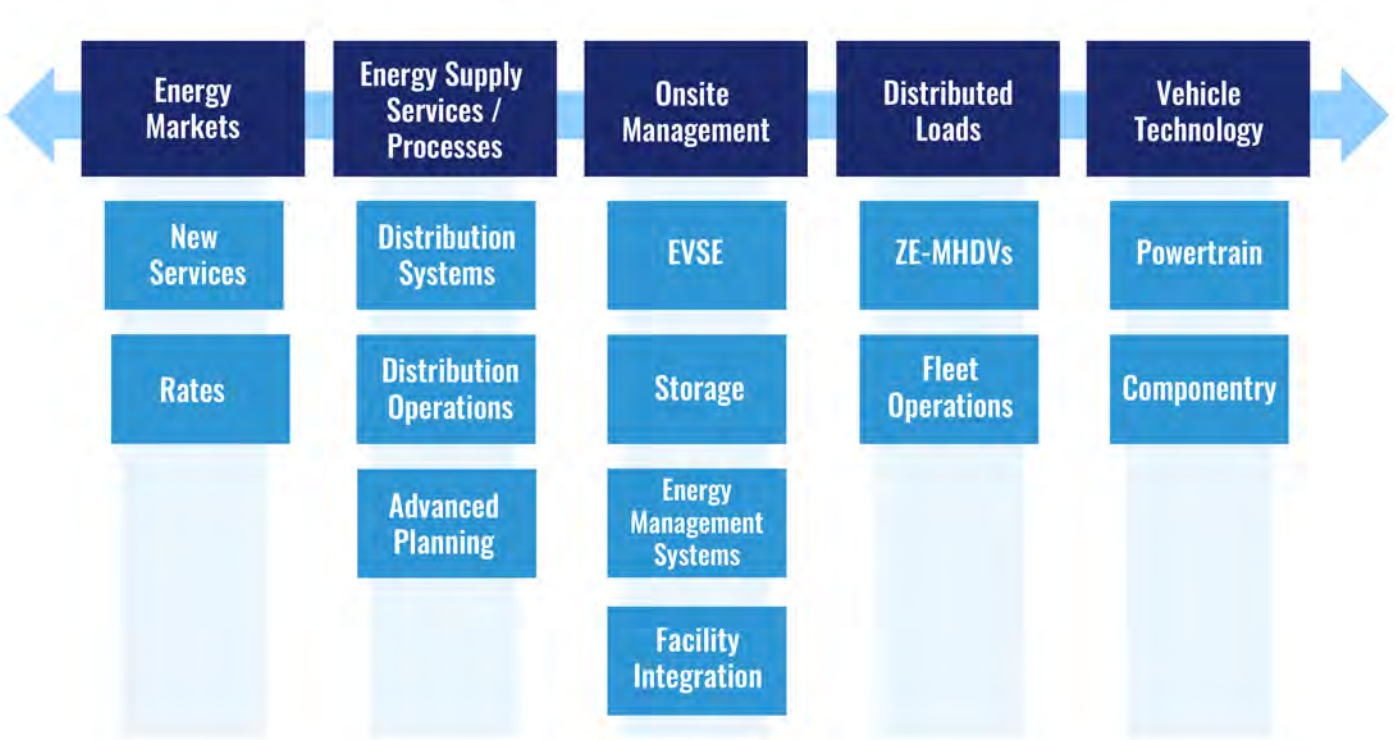 Energy
Markets
Energy Supply
Services /
Processes
Onsite
Management
Distributed
Loads
Vehicle
Technology
New
Services
Rates
Distribution
Systems
Distribution
Operations
Advanced
Planning
EVSE
Storage
Energy
Management
Systems
Facility
Integration
ZE-MHDVs
Fleet
Operations
Powertrain
Componentry